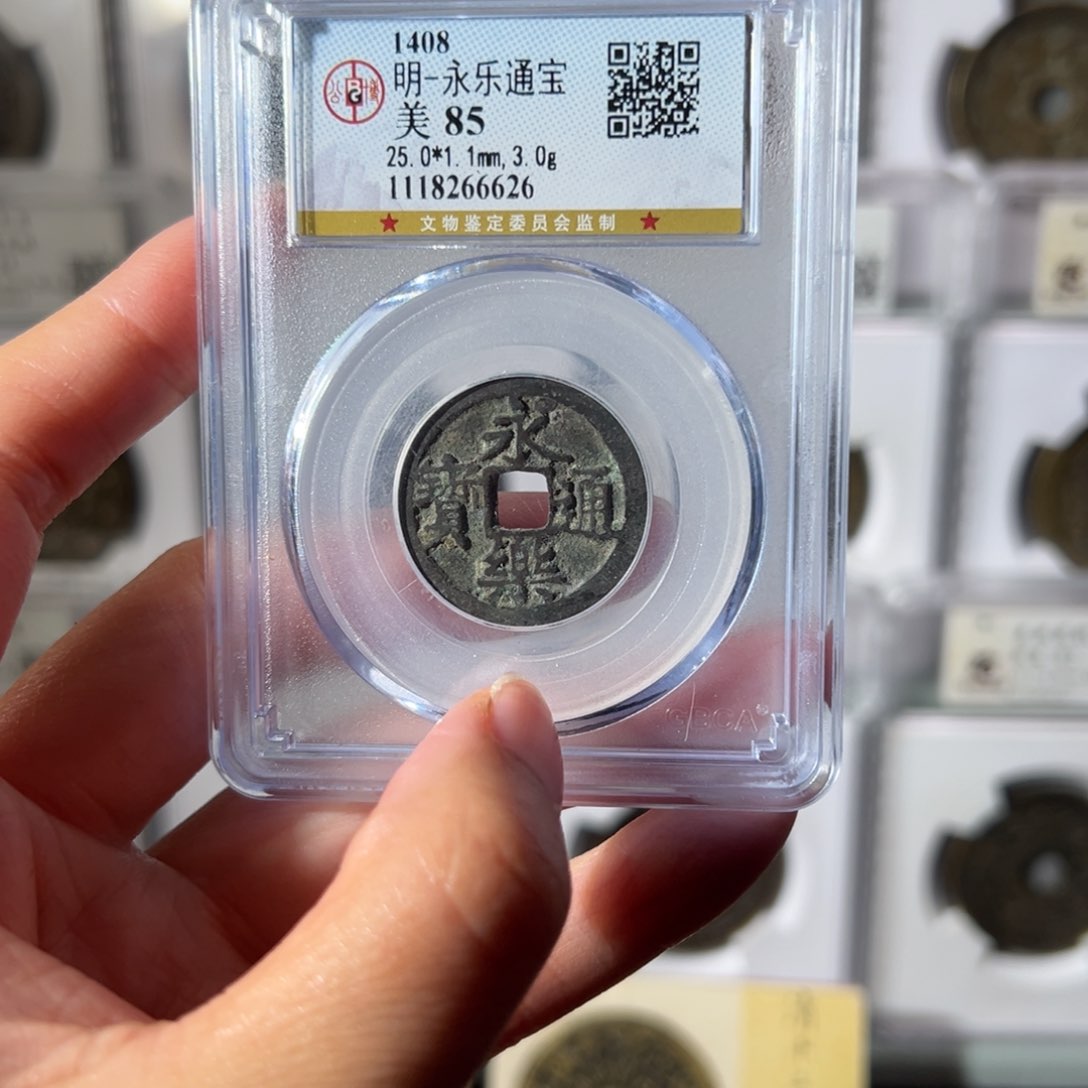 1408
明-永乐通宝
美 85
25.0*1.1mm, 3.0g
1118266626
★ 文物鉴定委员会监制 ★
永
寶 通
樂
GBCA